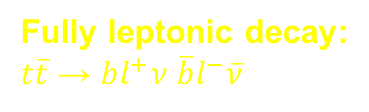 Fully leptonic decay:
tt̄ → bl⁺ν b̄l⁻ν̄